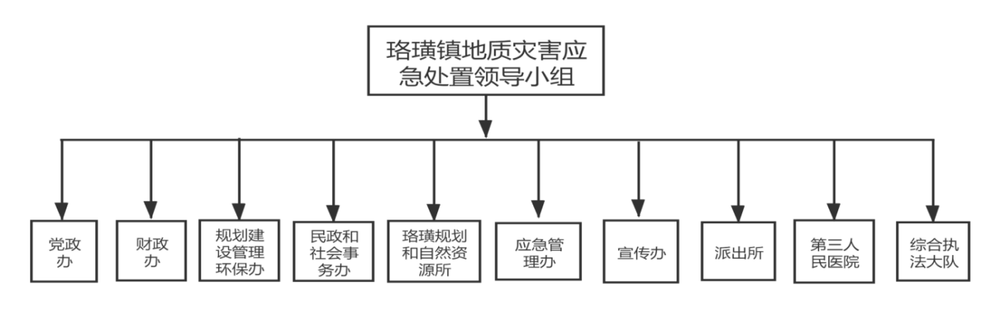 珞璜镇地质灾害应
急处置领导小组
党政
办
财政
办
规划建
设管理
环保办
民政和
社会事
务办
珞璜规划
和自然资
源所
应急管
理办
宣传办
派出所
第三人
民医院
综合执
法大队